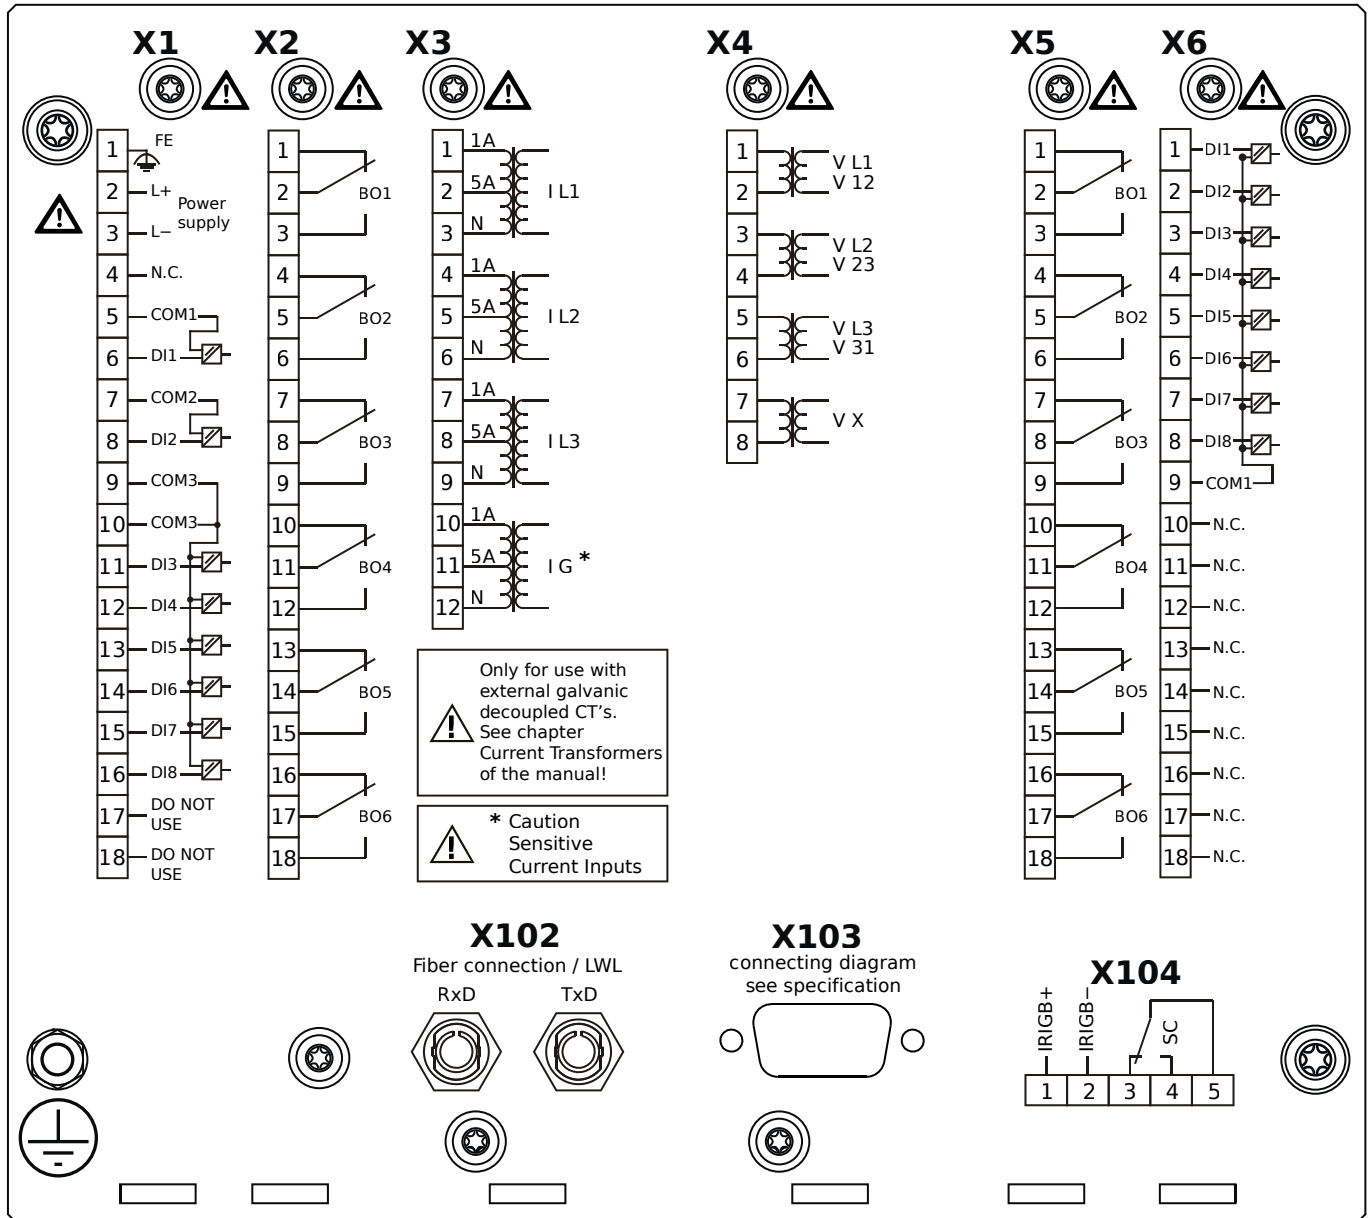 X1 X2 X3 X4 X5 X6
1 FE
2 L+
3 L−
Power
supply
4 N.C.
5 COM1
6 DI1
7 COM2
8 DI2
9 COM3
10 COM3
11 DI3
12 DI4
13 DI5
14 DI6
15 DI7
16 DI8
17 DO NOT
USE
18 DO NOT
USE
1
2 BO1
3
4
5 BO2
6
7
8 BO3
9
10
11 BO4
12
13
14 BO5
15
16
17 BO6
18
1 1A
2 5A I L1
3 N
4 1A
5 5A I L2
6 N
7 1A
8 5A I L3
9 N
10 1A
11 5A I G *
12 N
Only for use with
external galvanic
decoupled CT's.
See chapter
Current Transformers
of the manual!
* Caution
Sensitive
Current Inputs
1 V L1
2 V 12
3 V L2
4 V 23
5 V L3
6 V 31
7 V X
8
1
2 BO1
3
4
5 BO2
6
7
8 BO3
9
10
11 BO4
12
13
14 BO5
15
16
17 BO6
18
1 DI1
2 DI2
3 DI3
4 DI4
5 DI5
6 DI6
7 DI7
8 DI8
9 COM1
10 N.C.
11 N.C.
12 N.C.
13 N.C.
14 N.C.
15 N.C.
16 N.C.
17 N.C.
18 N.C.
X102
Fiber connection / LWL
RxD TxD
X103
connecting diagram
see specification
X104
IRIGB+ IRIGB− SC
1 2 3 4 5